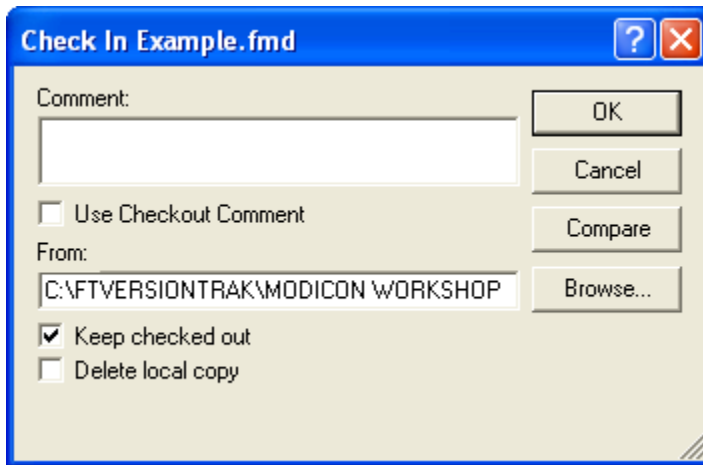 Check In Example.fmd
Comment:
OK
Cancel
Use Checkout Comment
Compare
From:
C:\FTVERSIONTRAK\MODICON WORKSHOP
Browse...
Keep checked out
Delete local copy